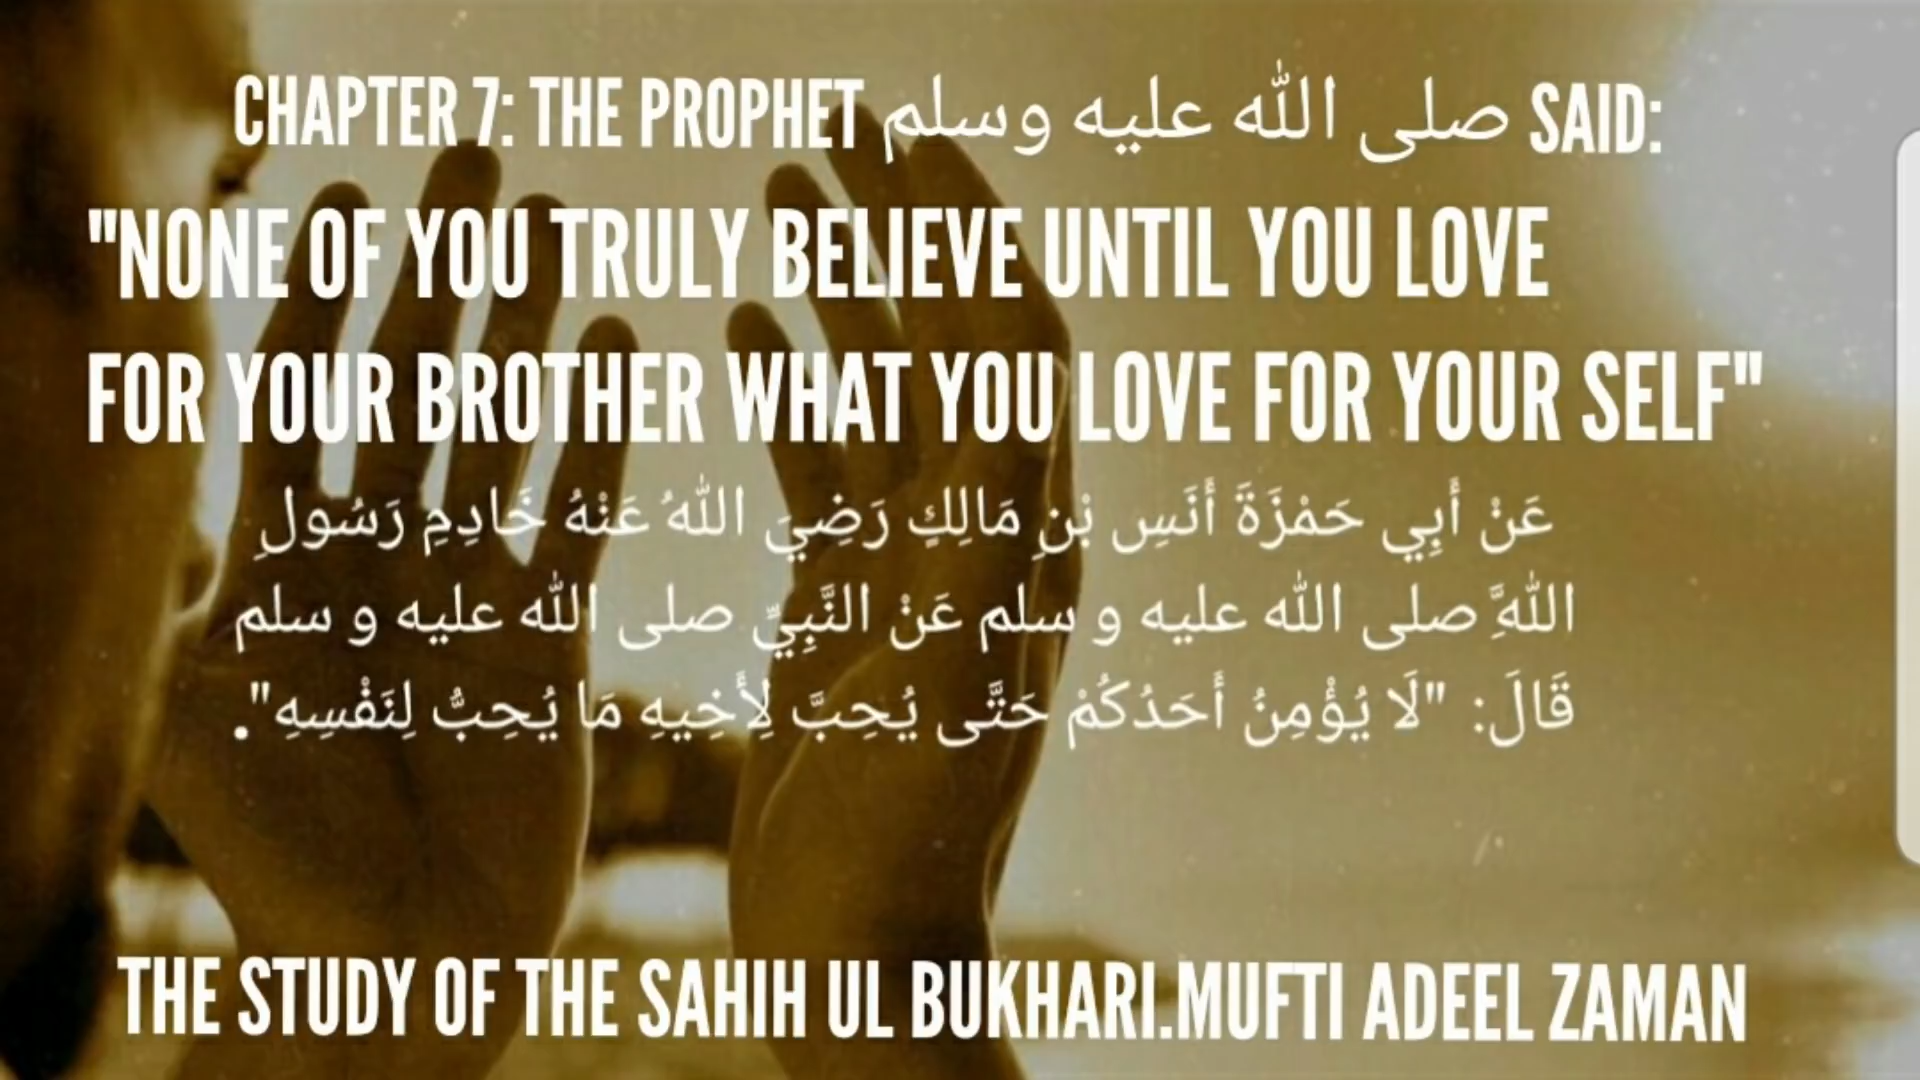 CHAPTER 7: THE PROPHET صلى الله عليه وسلم SAID:
"NONE OF YOU TRULY BELIEVE UNTIL YOU LOVE
FOR YOUR BROTHER WHAT YOU LOVE FOR YOUR SELF"
عَنْ أَبِي حَمْزَةَ أَنَسِ بْنِ مَالِكٍ رَضِيَ اللهُ عَنْهُ خَادِمِ رَسُولِ
اللهَِّ صلى الله عليه و سلم عَنْ النَّبِيِّ صلى الله عليه و سلم
قَالَ: "لَا يُؤْمِنُ أَحَدُكُمْ حَتَّى يُحِبَّ لِأَخِيهِ مَا يُحِبُّ لِنَفْسِهِ".
THE STUDY OF THE SAHIH UL BUKHARI.MUFTI ADEEL ZAMAN